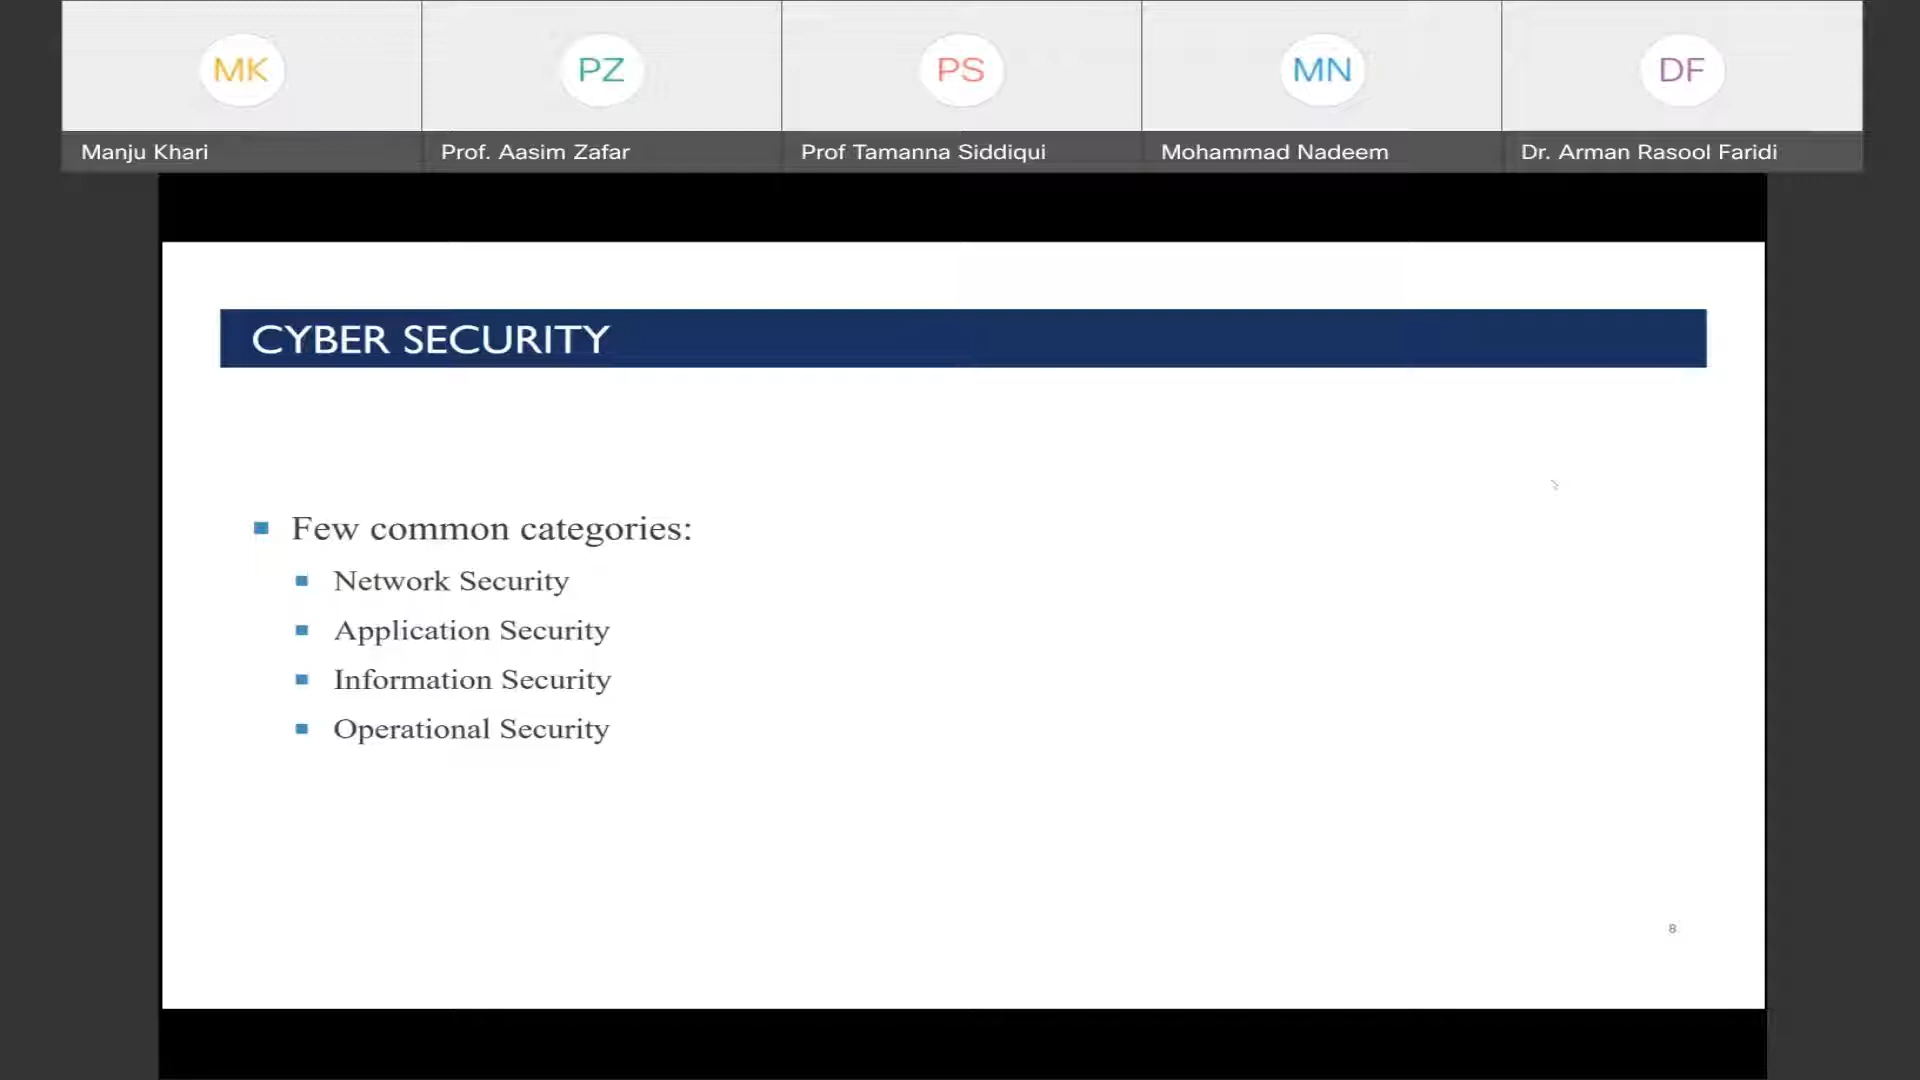 MK
PZ
PS
MN
DF
Manju Khari
Prof. Aasim Zafar
Prof Tamanna Siddiqui
Mohammad Nadeem
Dr. Arman Rasool Faridi
CYBER SECURITY
Few common categories:
Network Security
Application Security
Information Security
Operational Security
8